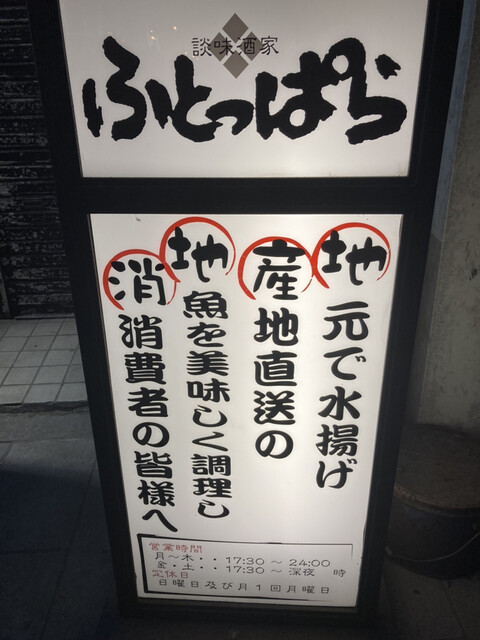 談味酒家
ふとっぱら
地元で水揚げ
産地直送の
地魚を美味しく調理し
消消費者の皆様へ
営業時間
月～木・・17:30～24:00
金・土・・17:30～深夜 時
定休日
日曜日及び月1回月曜日